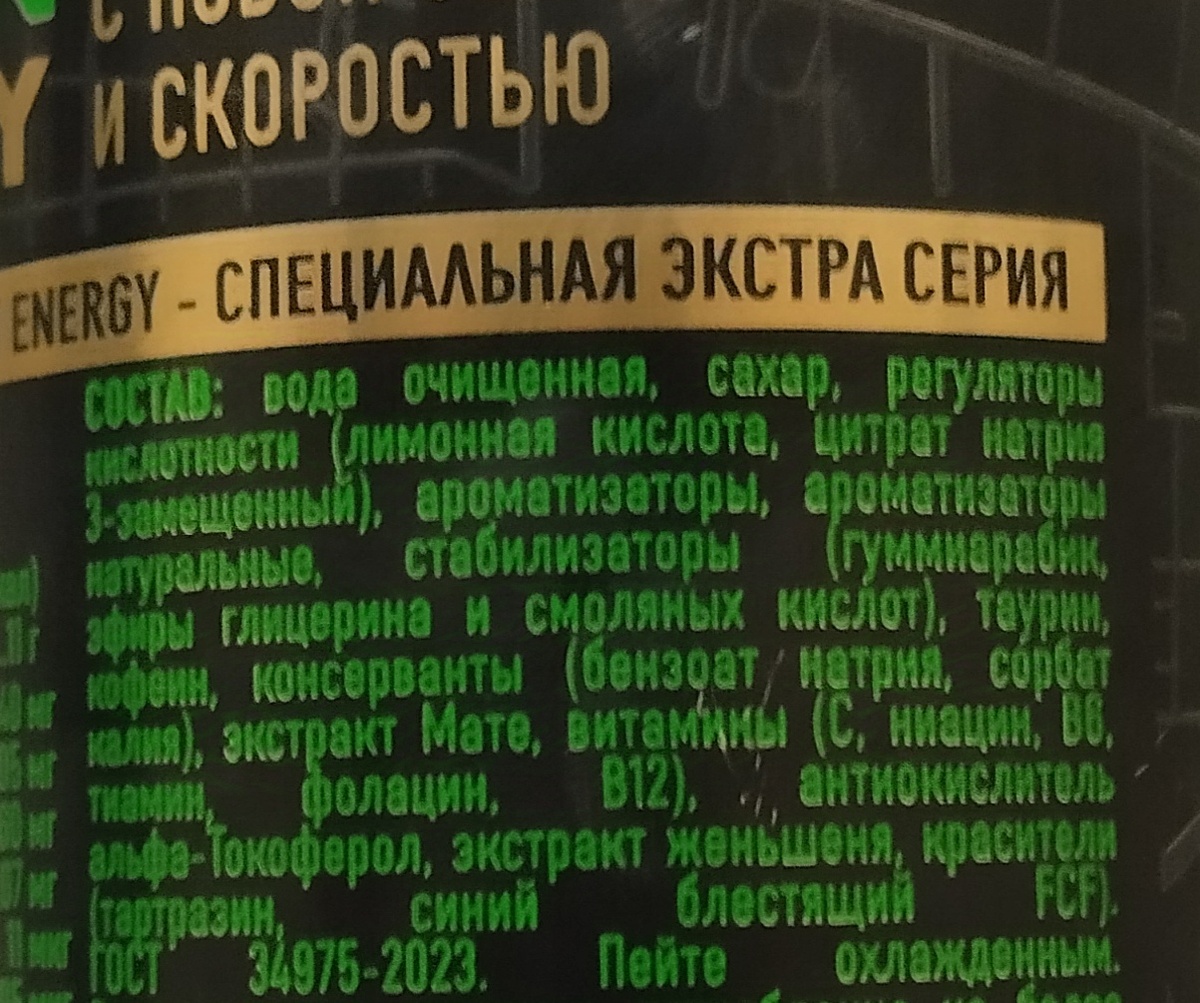 С НОВОЙ
Y И СКОРОСТЬЮ
ENERGY - СПЕЦИАЛЬНАЯ ЭКСТРА СЕРИЯ
СОСТАВ: вода очищенная, сахар, регуляторы
кислотности (лимонная кислота, цитрат натрия
3-замещенный), ароматизаторы, ароматизаторы
натуральные, стабилизаторы (гуммиарабик,
эфиры глицерина и смоляных кислот), таурин,
кофеин, консерванты (бензоат натрия, сорбат
калия), экстракт Мате, витамины (С, ниацин, В6,
тиамин, фолацин, В12), антиокислитель
альфа-Токоферол, экстракт женьшеня, красители
(тартразин, синий блестящий FCF).
ГОСТ 34975-2023. Пейте охлажденным.